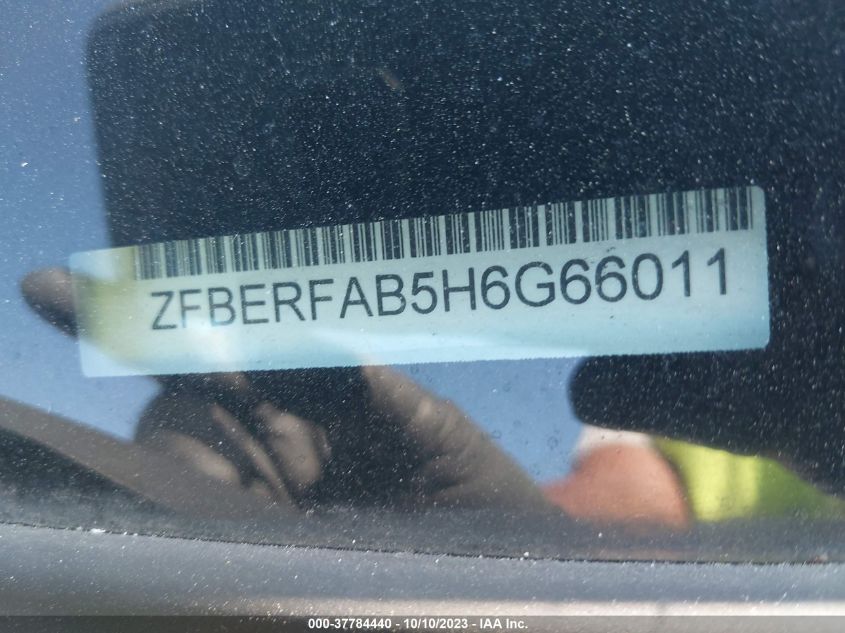 ZFBERFAB5H6G66011
000-37784440 - 10/10/2023 - IAA Inc.